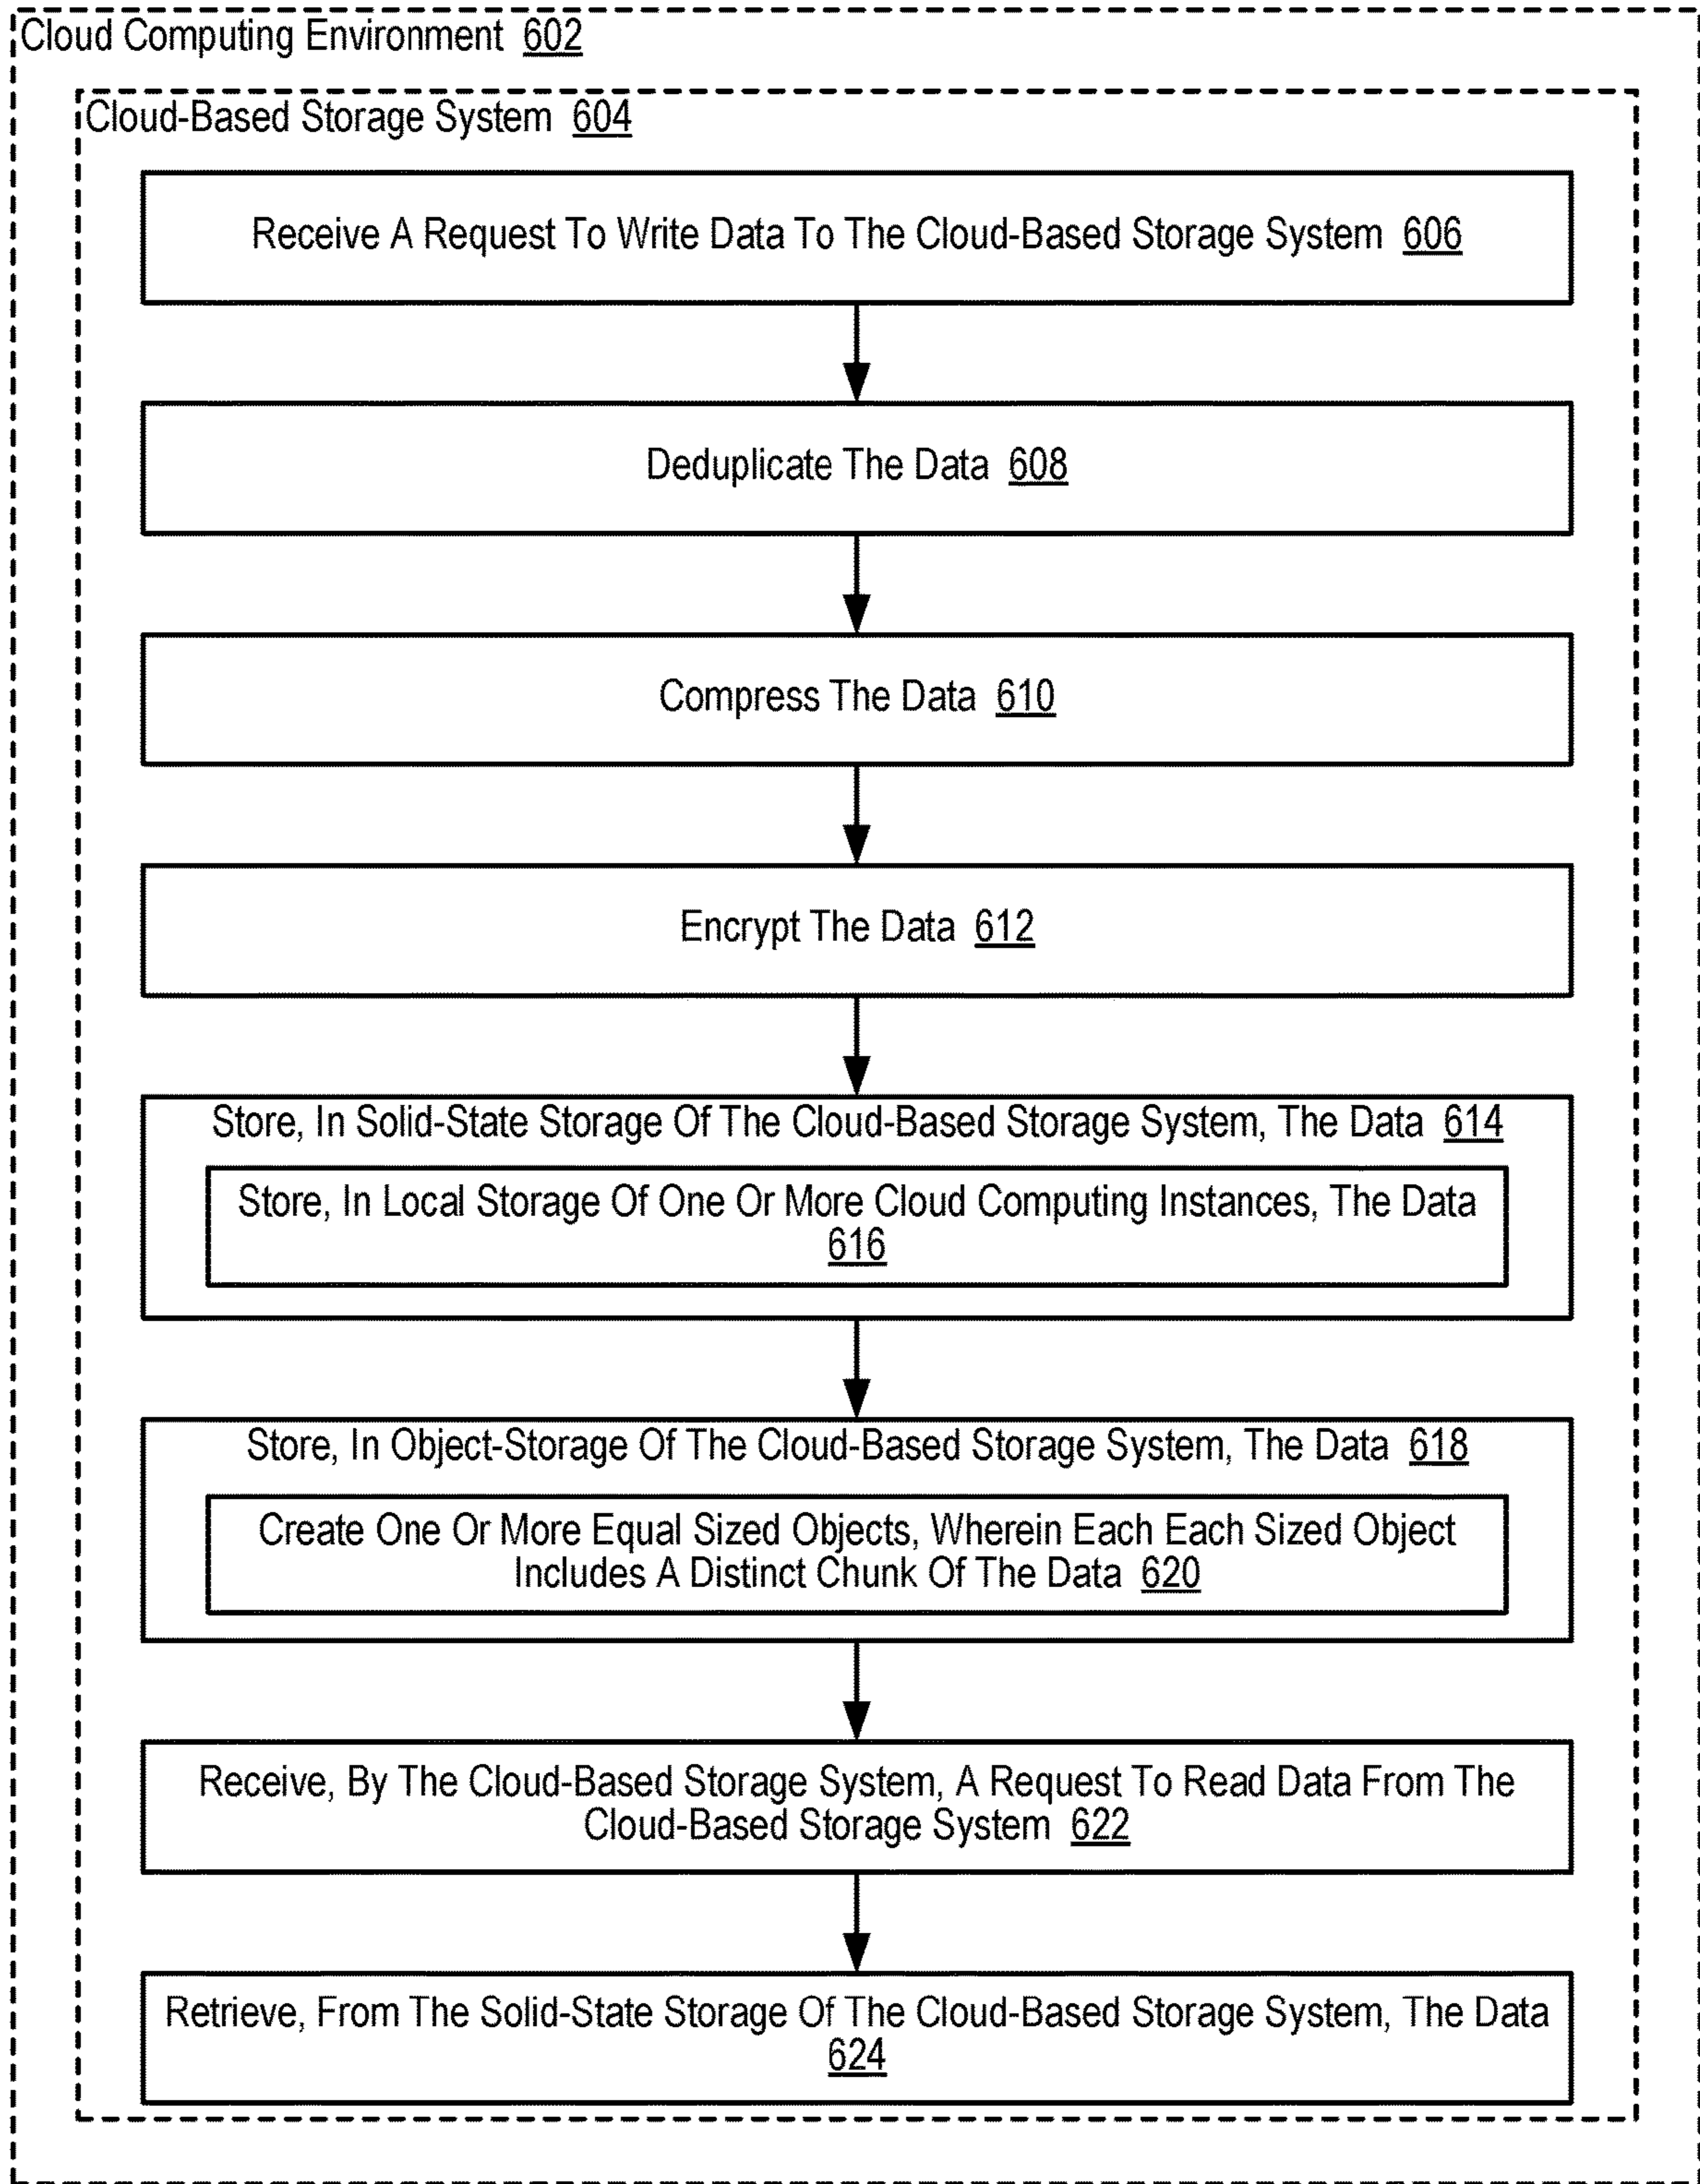 Cloud Computing Environment 602
Cloud-Based Storage System 604
Receive A Request To Write Data To The Cloud-Based Storage System 606
Deduplicate The Data 608
Compress The Data 610
Encrypt The Data 612
Store, In Solid-State Storage Of The Cloud-Based Storage System, The Data 614
Store, In Local Storage Of One Or More Cloud Computing Instances, The Data
616
Store, In Object-Storage Of The Cloud-Based Storage System, The Data 618
Create One Or More Equal Sized Objects, Wherein Each Each Sized Object
Includes A Distinct Chunk Of The Data 620
Receive, By The Cloud-Based Storage System, A Request To Read Data From The
Cloud-Based Storage System 622
Retrieve, From The Solid-State Storage Of The Cloud-Based Storage System, The Data
624